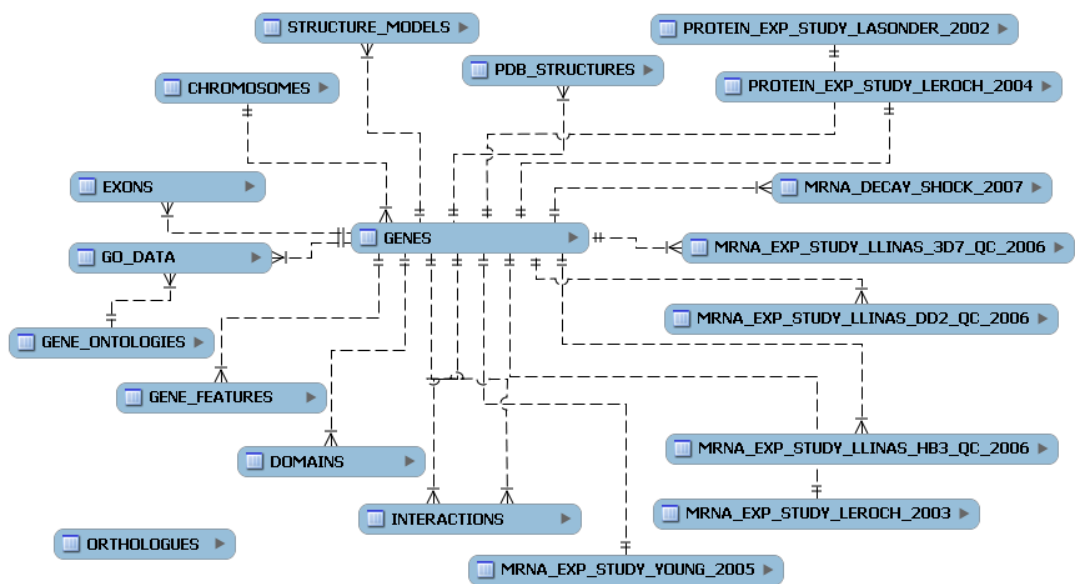 STRUCTURE_MODELS
PROTEIN_EXP_STUDY_LASONDER_2002
PDB_STRUCTURES
CHROMOSOMES
PROTEIN_EXP_STUDY_LEROCH_2004
EXONS
MRNA_DECAY_SHOCK_2007
GENES
MRNA_EXP_STUDY_LLINAS_3D7_QC_2006
GO_DATA
MRNA_EXP_STUDY_LLINAS_DD2_QC_2006
GENE_ONTOLOGIES
GENE_FEATURES
MRNA_EXP_STUDY_LLINAS_HB3_QC_2006
DOMAINS
MRNA_EXP_STUDY_LEROCH_2003
INTERACTIONS
ORTHOLOGUES
MRNA_EXP_STUDY_YOUNG_2005